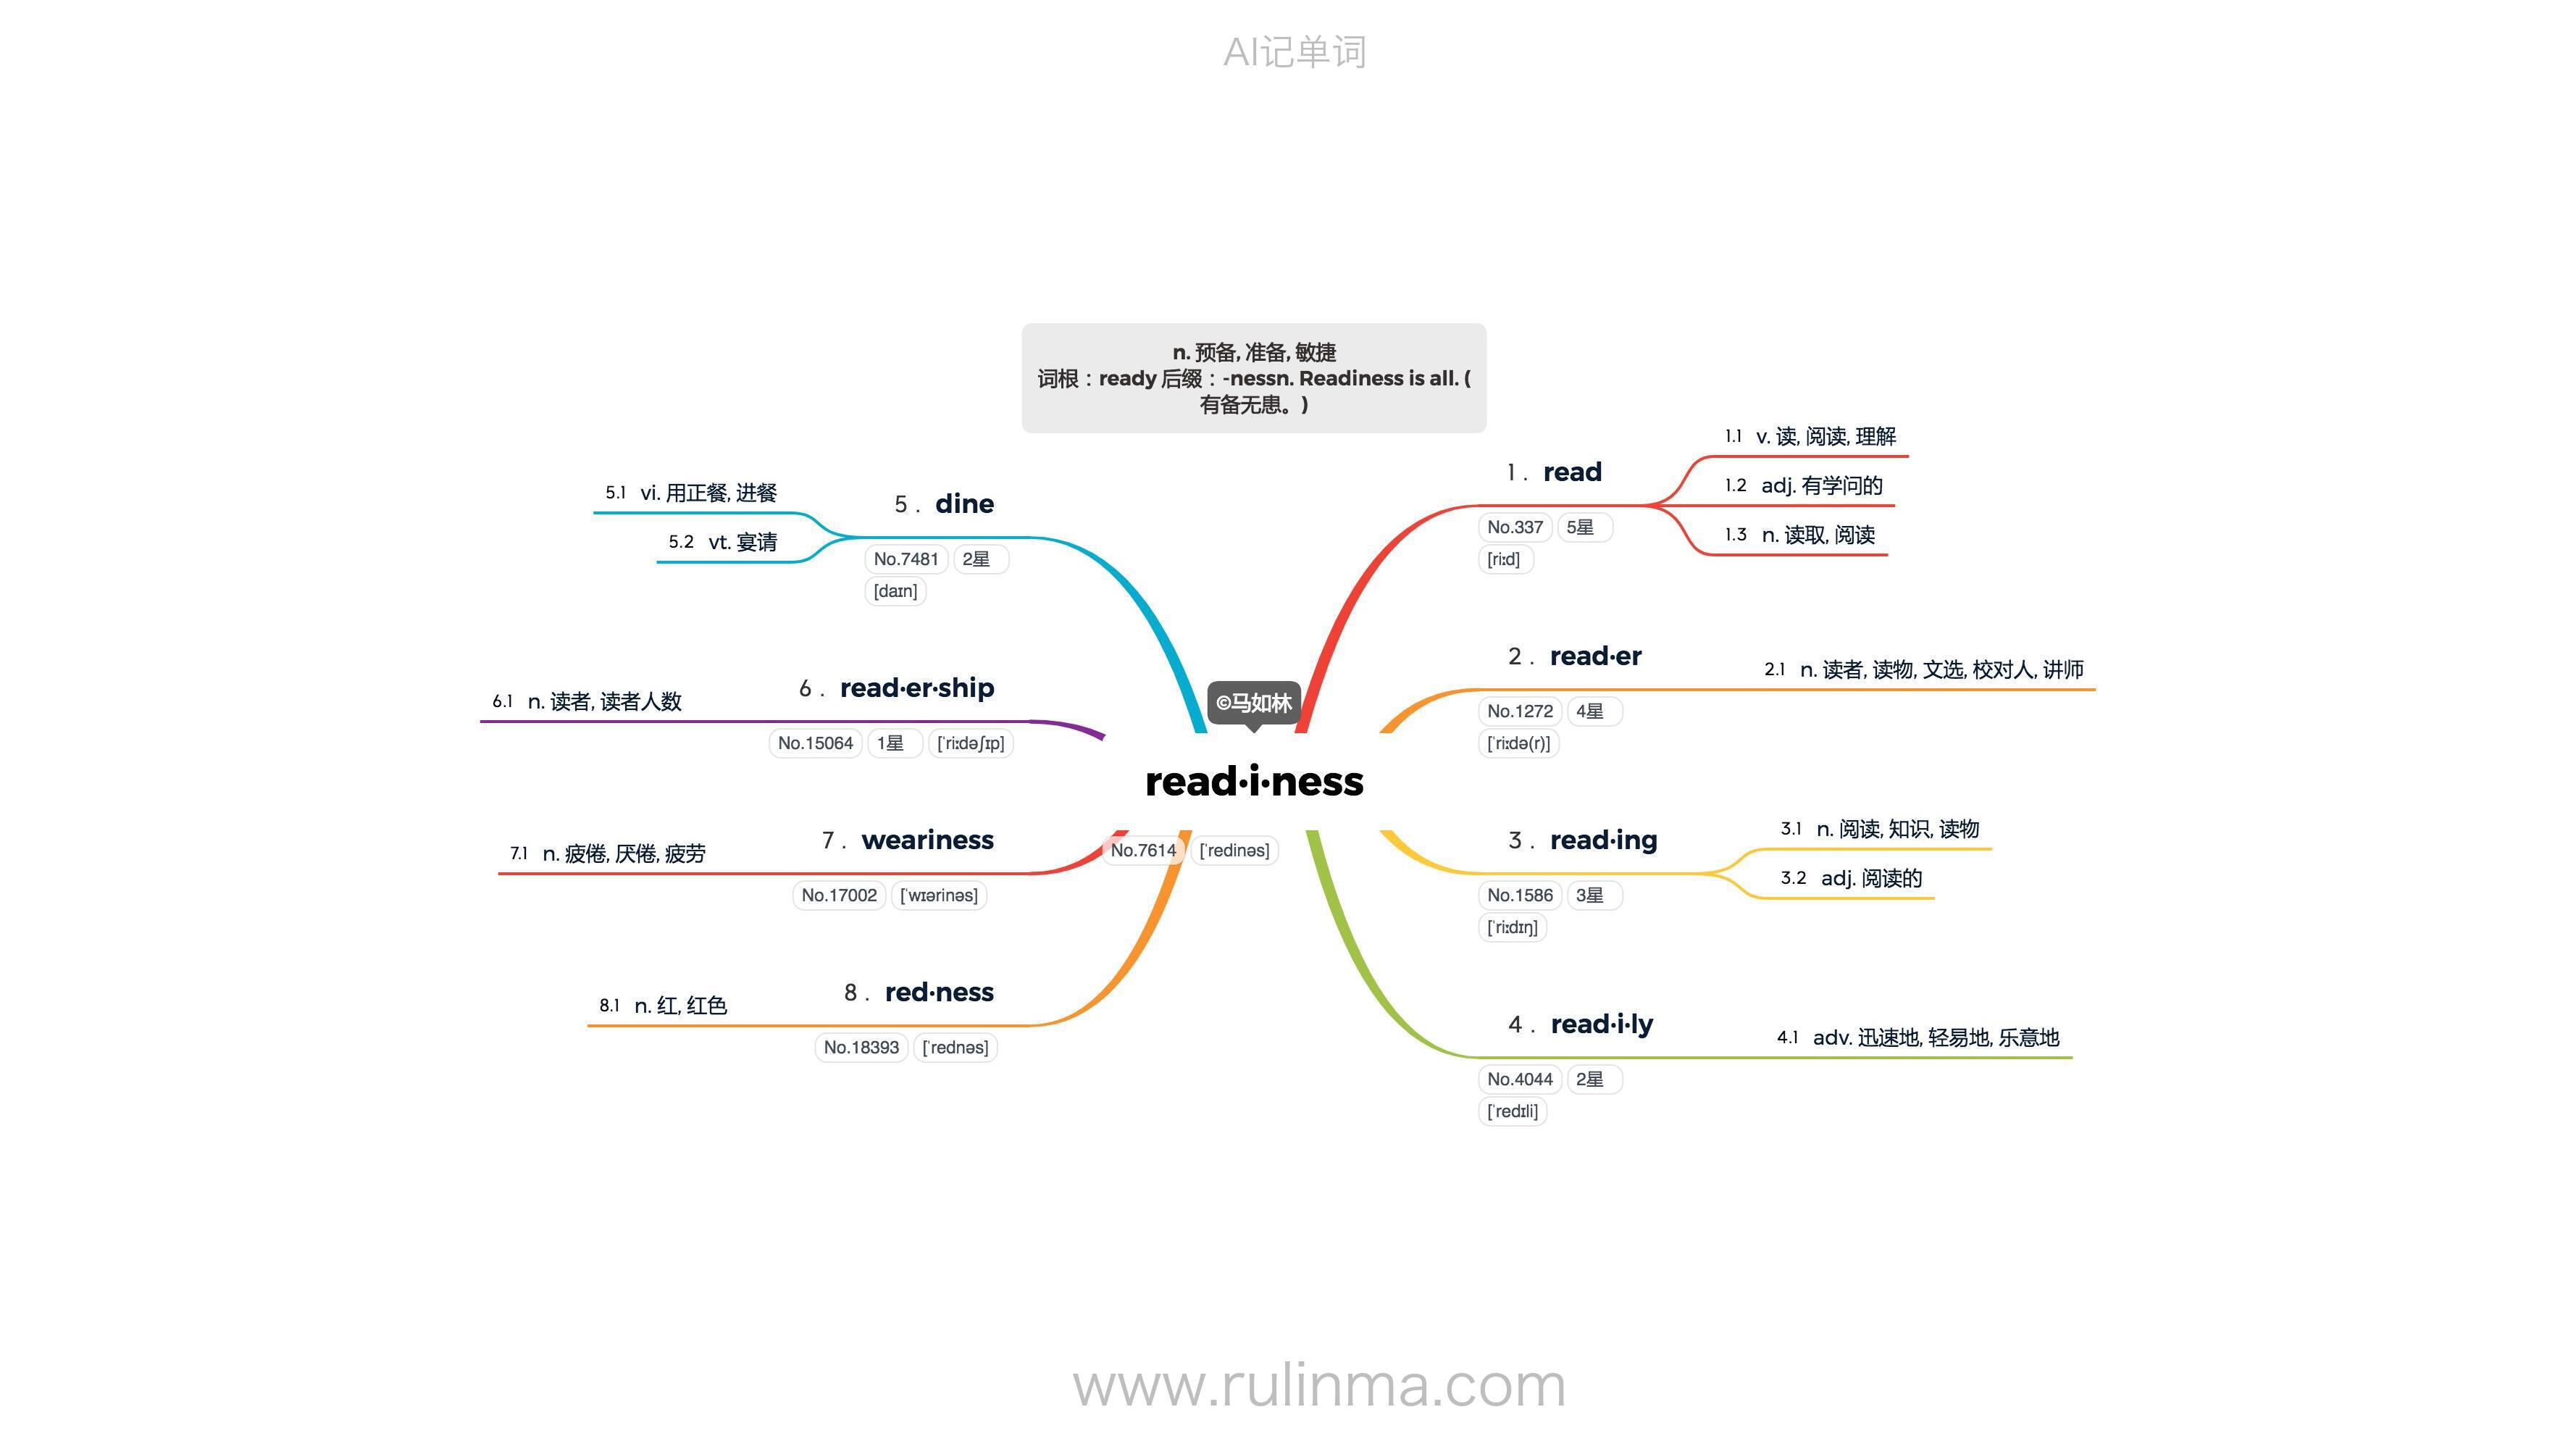 AI记单词
n. 预备, 准备, 敏捷
词根：ready 后缀：-nessn. Readiness is all. (
有备无患。)
©马如林
read·i·ness
No.7614 [ˈredinəs]
1 . read
No.337 5星
[riːd]
1.1 v. 读, 阅读, 理解
1.2 adj. 有学问的
1.3 n. 读取, 阅读
2 . read·er
No.1272 4星
[ˈriːdə(r)]
2.1 n. 读者, 读物, 文选, 校对人, 讲师
3 . read·ing
No.1586 3星
[ˈriːdɪŋ]
3.1 n. 阅读, 知识, 读物
3.2 adj. 阅读的
4 . read·i·ly
No.4044 2星
[ˈredɪli]
4.1 adv. 迅速地, 轻易地, 乐意地
5 . dine
No.7481 2星
[daɪn]
5.1 vi. 用正餐, 进餐
5.2 vt. 宴请
6 . read·er·ship
No.15064 1星 [ˈriːdəʃɪp]
6.1 n. 读者, 读者人数
7 . weariness
No.17002 [ˈwɪərinəs]
7.1 n. 疲倦, 厌倦, 疲劳
8 . red·ness
No.18393 [ˈrednəs]
8.1 n. 红, 红色
www.rulinma.com